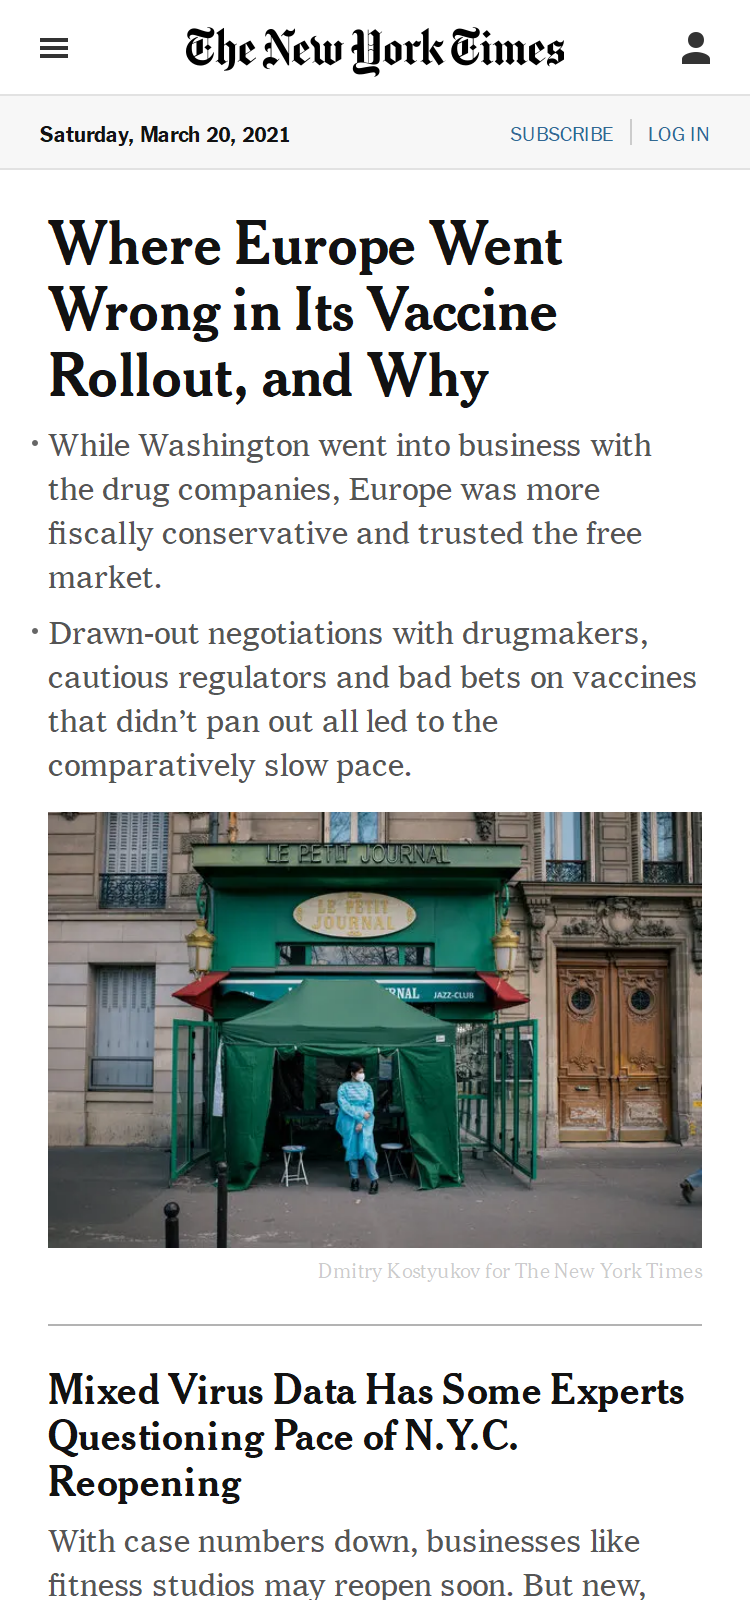 The New York Times
Saturday, March 20, 2021
SUBSCRIBE
LOG IN
Where Europe Went
Wrong in Its Vaccine
Rollout, and Why
• While Washington went into business with
the drug companies, Europe was more
fiscally conservative and trusted the free
market.
• Drawn-out negotiations with drugmakers,
cautious regulators and bad bets on vaccines
that didn’t pan out all led to the
comparatively slow pace.
LE PETIT JOURNAL
LE PETIT
JOURNAL
JAZZ-CLUB
Dmitry Kostyukov for The New York Times
Mixed Virus Data Has Some Experts
Questioning Pace of N.Y.C.
Reopening
With case numbers down, businesses like
fitness studios may reopen soon. But new,